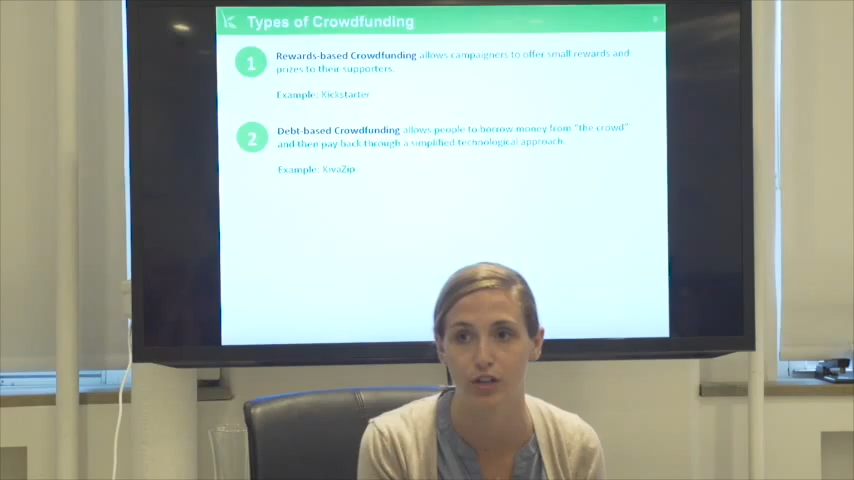 Types of Crowdfunding
1
Rewards-based Crowdfunding allows campaigners to offer small rewards and
prizes to their supporters.
Example: Kickstarter
2
Debt-based Crowdfunding allows people to borrow money from "the crowd"
and then pay back through a simplified technological approach.
Example: KivaZip